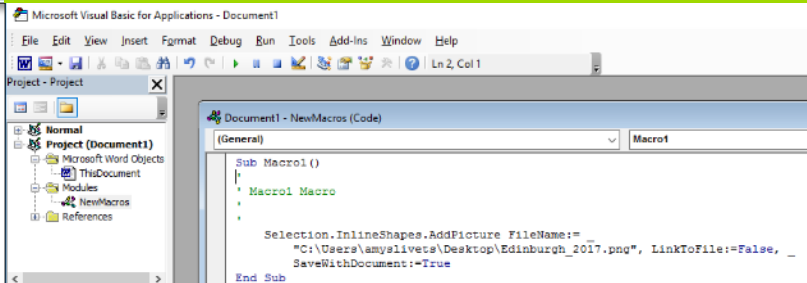 Microsoft Visual Basic for Applications - Document1
File Edit View Insert Format Debug Run Tools Add-Ins Window Help
Ln 2, Col 1
Project - Project
Normal
Project (Document1)
Microsoft Word Objects
ThisDocument
Modules
NewMacros
References
Document1 - NewMacros (Code)
(General) Macro1
Sub Macro1()
'
' Macro1 Macro
'
'
Selection.InlineShapes.AddPicture FileName:= _
"C:\Users\amyslivets\Desktop\Edinburgh_2017.png", LinkToFile:=False, _
SaveWithDocument:=True
End Sub